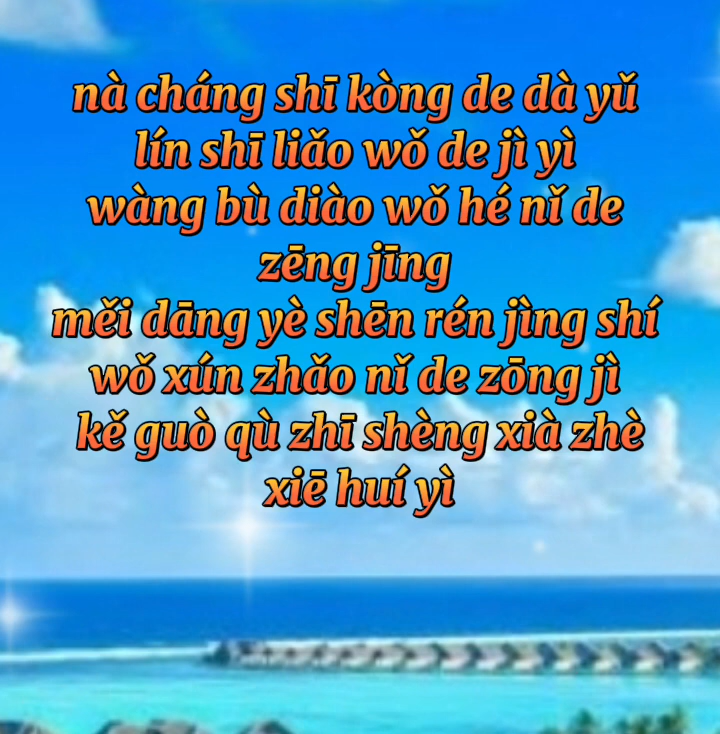 nà cháng shī kòng de dà yǔ
lín shī liǎo wǒ de jì yì
wàng bù diào wǒ hé nǐ de
zēng jīng
měi dāng yè shēn rén jìng shí
wǒ xún zhǎo nǐ de zōng jì
kě guò qù zhī shèng xià zhè
xiē huí yì